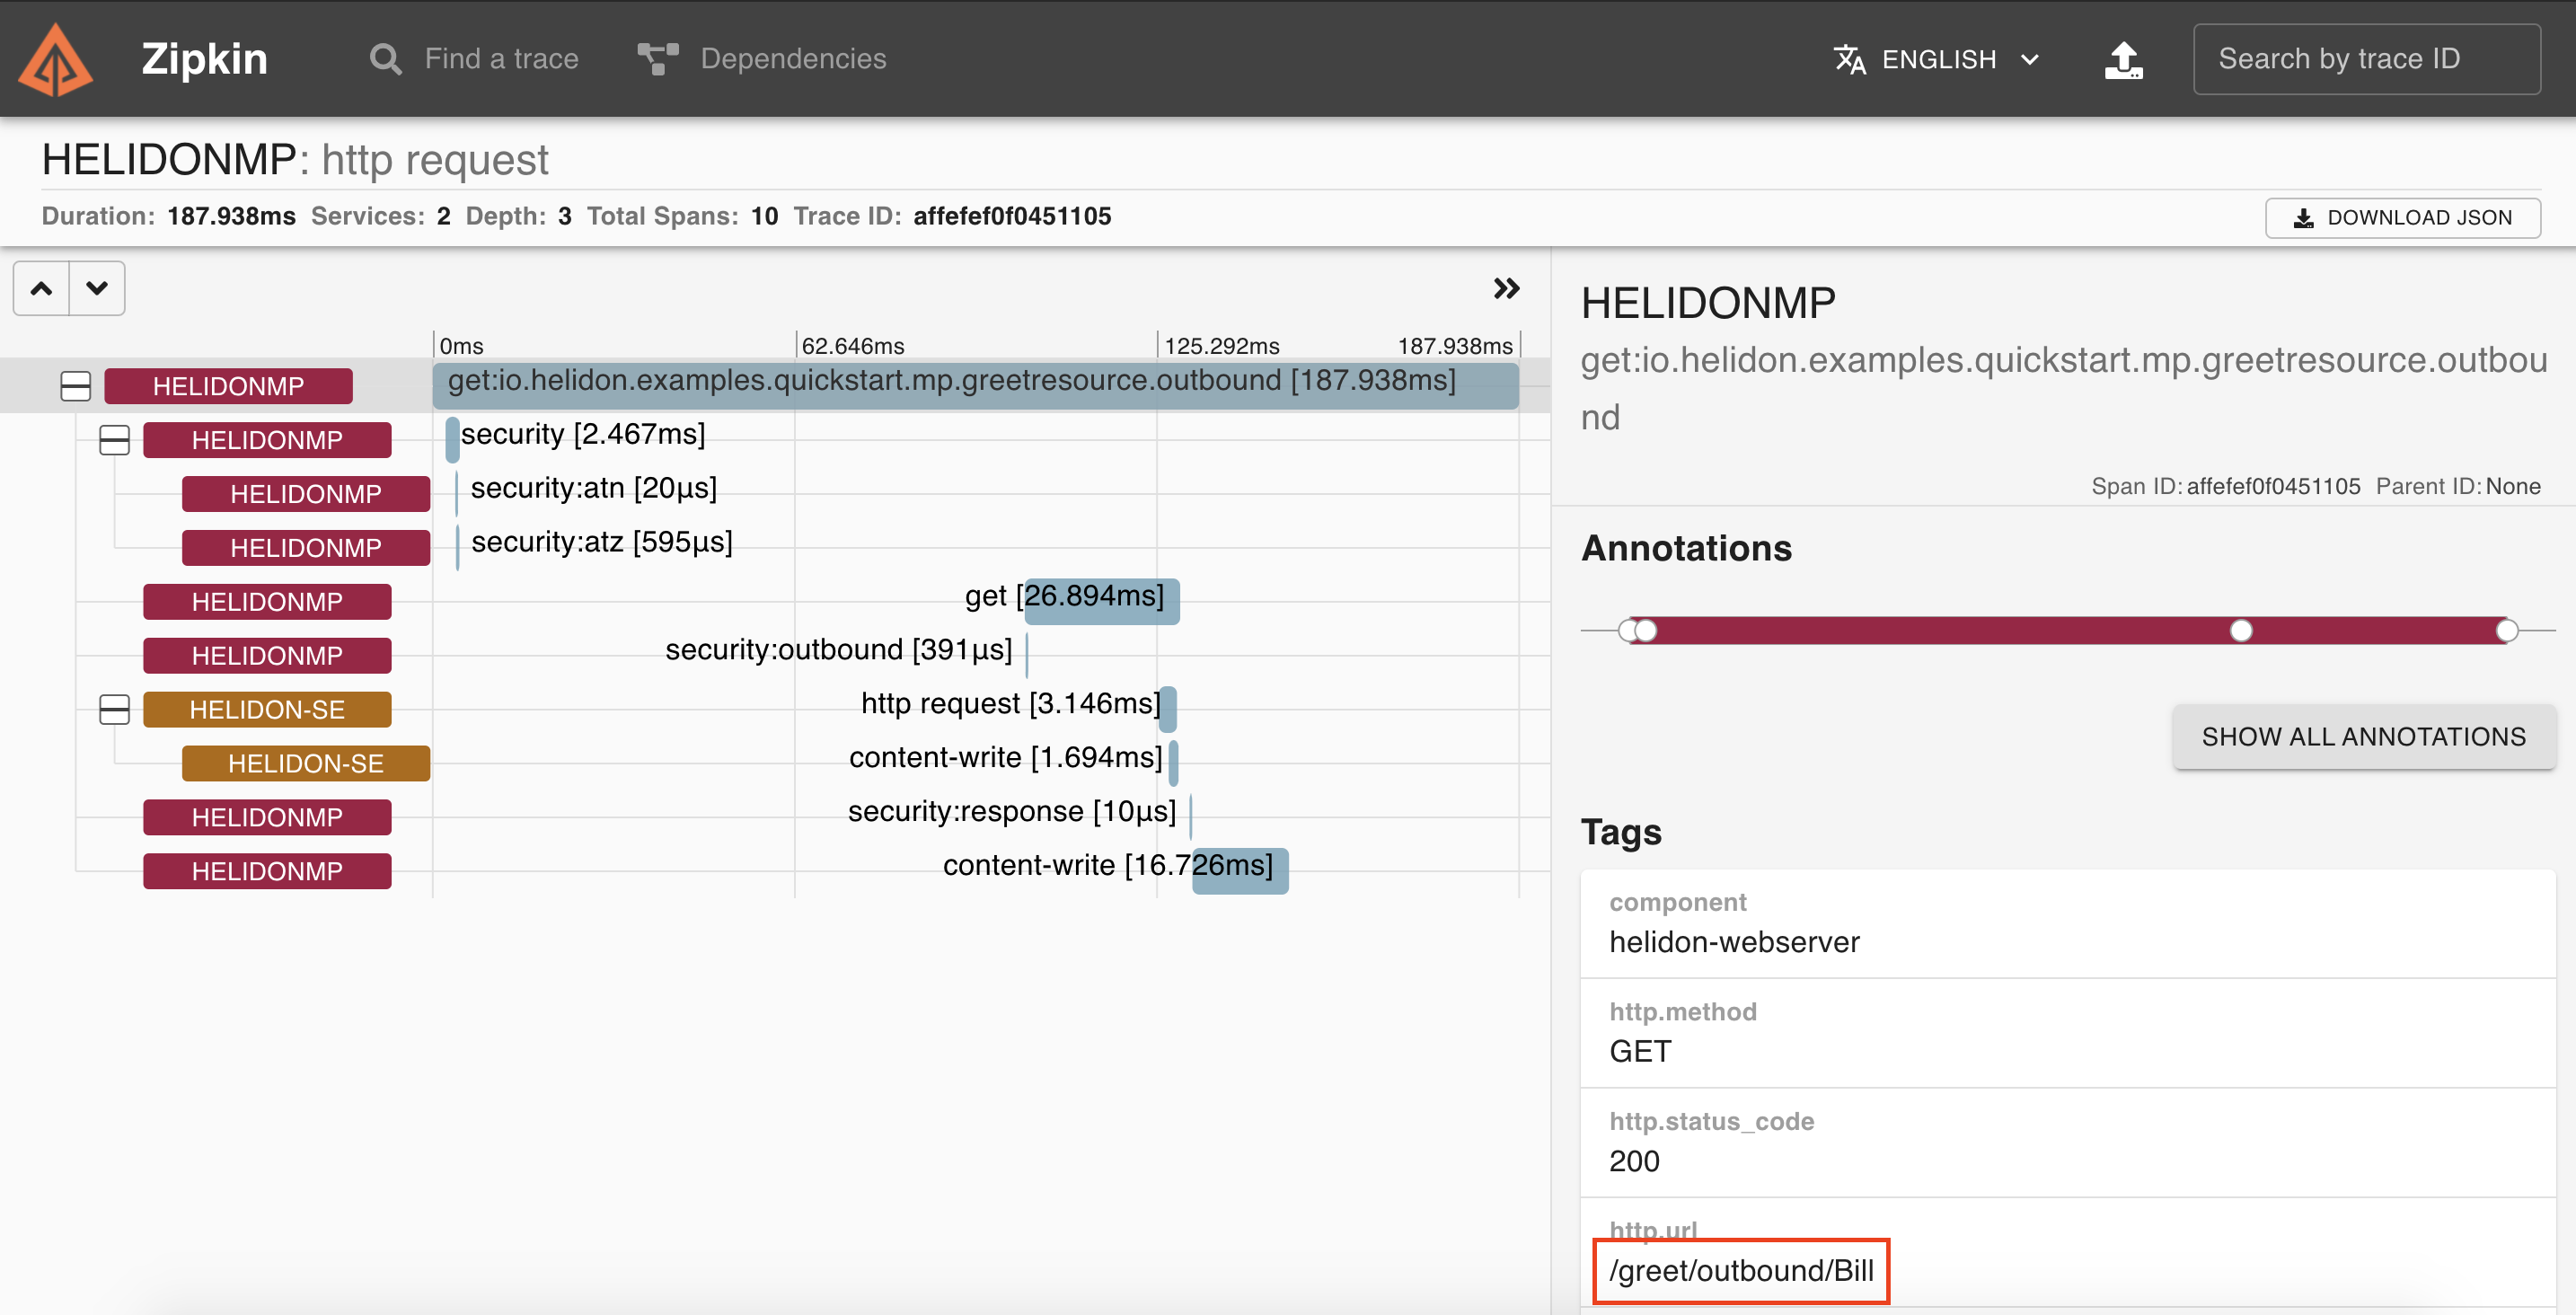 Zipkin
Find a trace
Dependencies
ENGLISH
Search by trace ID
HELIDONMP: http request
Duration: 187.938ms Services: 2 Depth: 3 Total Spans: 10 Trace ID: affefef0f0451105
DOWNLOAD JSON
0ms
62.646ms
125.292ms
187.938ms
HELIDONMP get:io.helidon.examples.quickstart.mp.greetresource.outbound [187.938ms]
HELIDONMP security [2.467ms]
HELIDONMP security:atn [20μs]
HELIDONMP security:atz [595μs]
HELIDONMP get [26.894ms]
HELIDONMP security:outbound [391μs]
HELIDON-SE http request [3.146ms]
HELIDON-SE content-write [1.694ms]
HELIDONMP security:response [10μs]
HELIDONMP content-write [16.726ms]
HELIDONMP
get:io.helidon.examples.quickstart.mp.greetresource.outbou
nd
Span ID: affefef0f0451105 Parent ID: None
Annotations
SHOW ALL ANNOTATIONS
Tags
component
helidon-webserver
http.method
GET
http.status_code
200
http.url
/greet/outbound/Bill